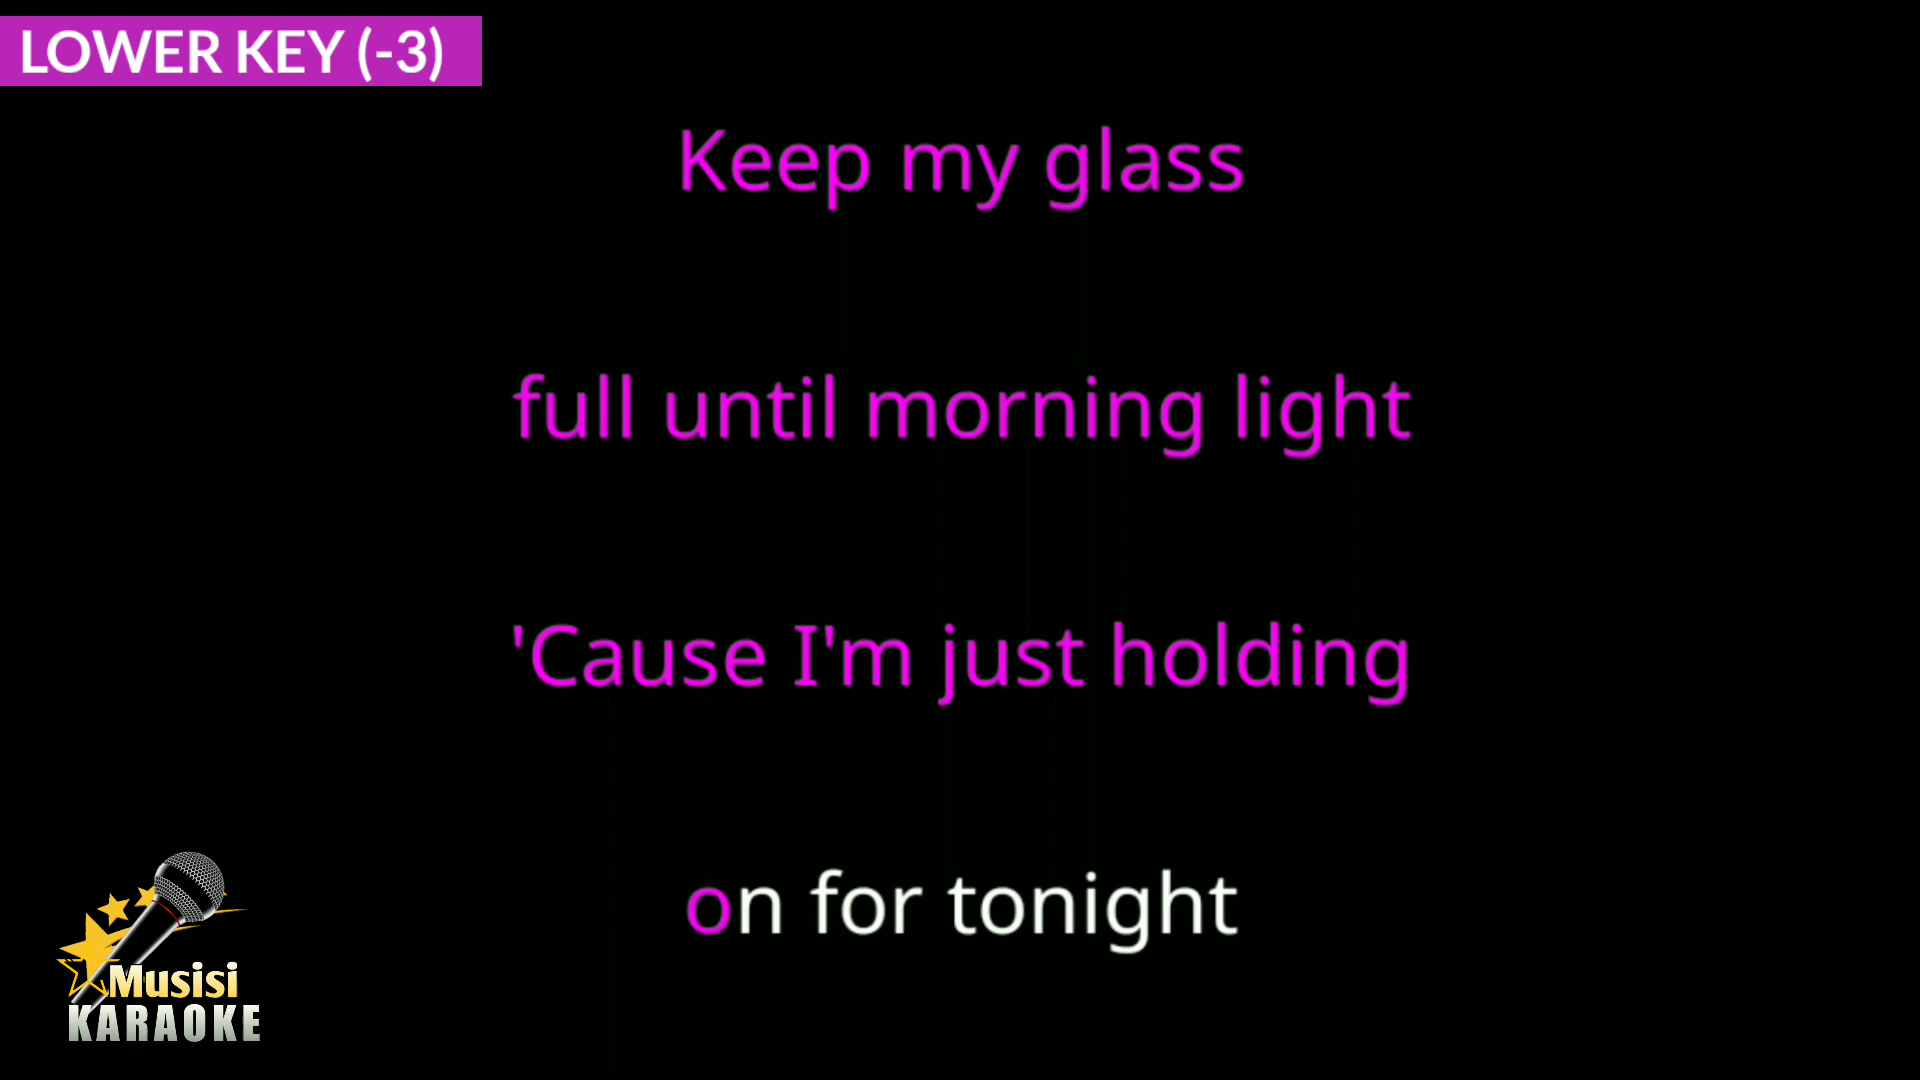 LOWER KEY (-3)
Keep my glass
full until morning light
'Cause I'm just holding
on for tonight
Musisi
KARAOKE